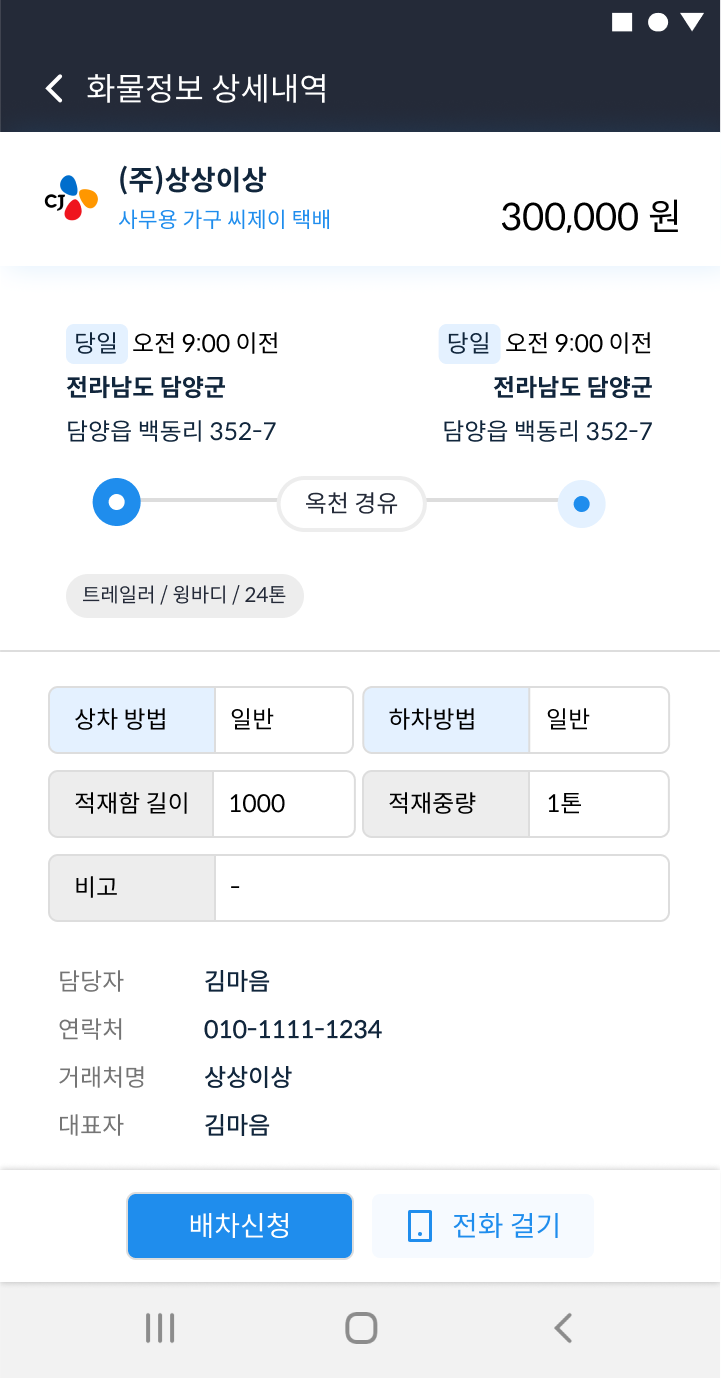 화물정보 상세내역
CJ
(주)상상이상
사무용 가구 씨제이 택배
300,000 원
당일 오전 9:00 이전
당일 오전 9:00 이전
전라남도 담양군
전라남도 담양군
담양읍 백동리 352-7
담양읍 백동리 352-7
옥천 경유
트레일러 / 윙바디 / 24톤
상차 방법 일반
하차방법 일반
적재함 길이 1000
적재중량 1톤
비고 -
담당자 김마음
연락처 010-1111-1234
거래처명 상상이상
대표자 김마음
배차신청
전화 걸기